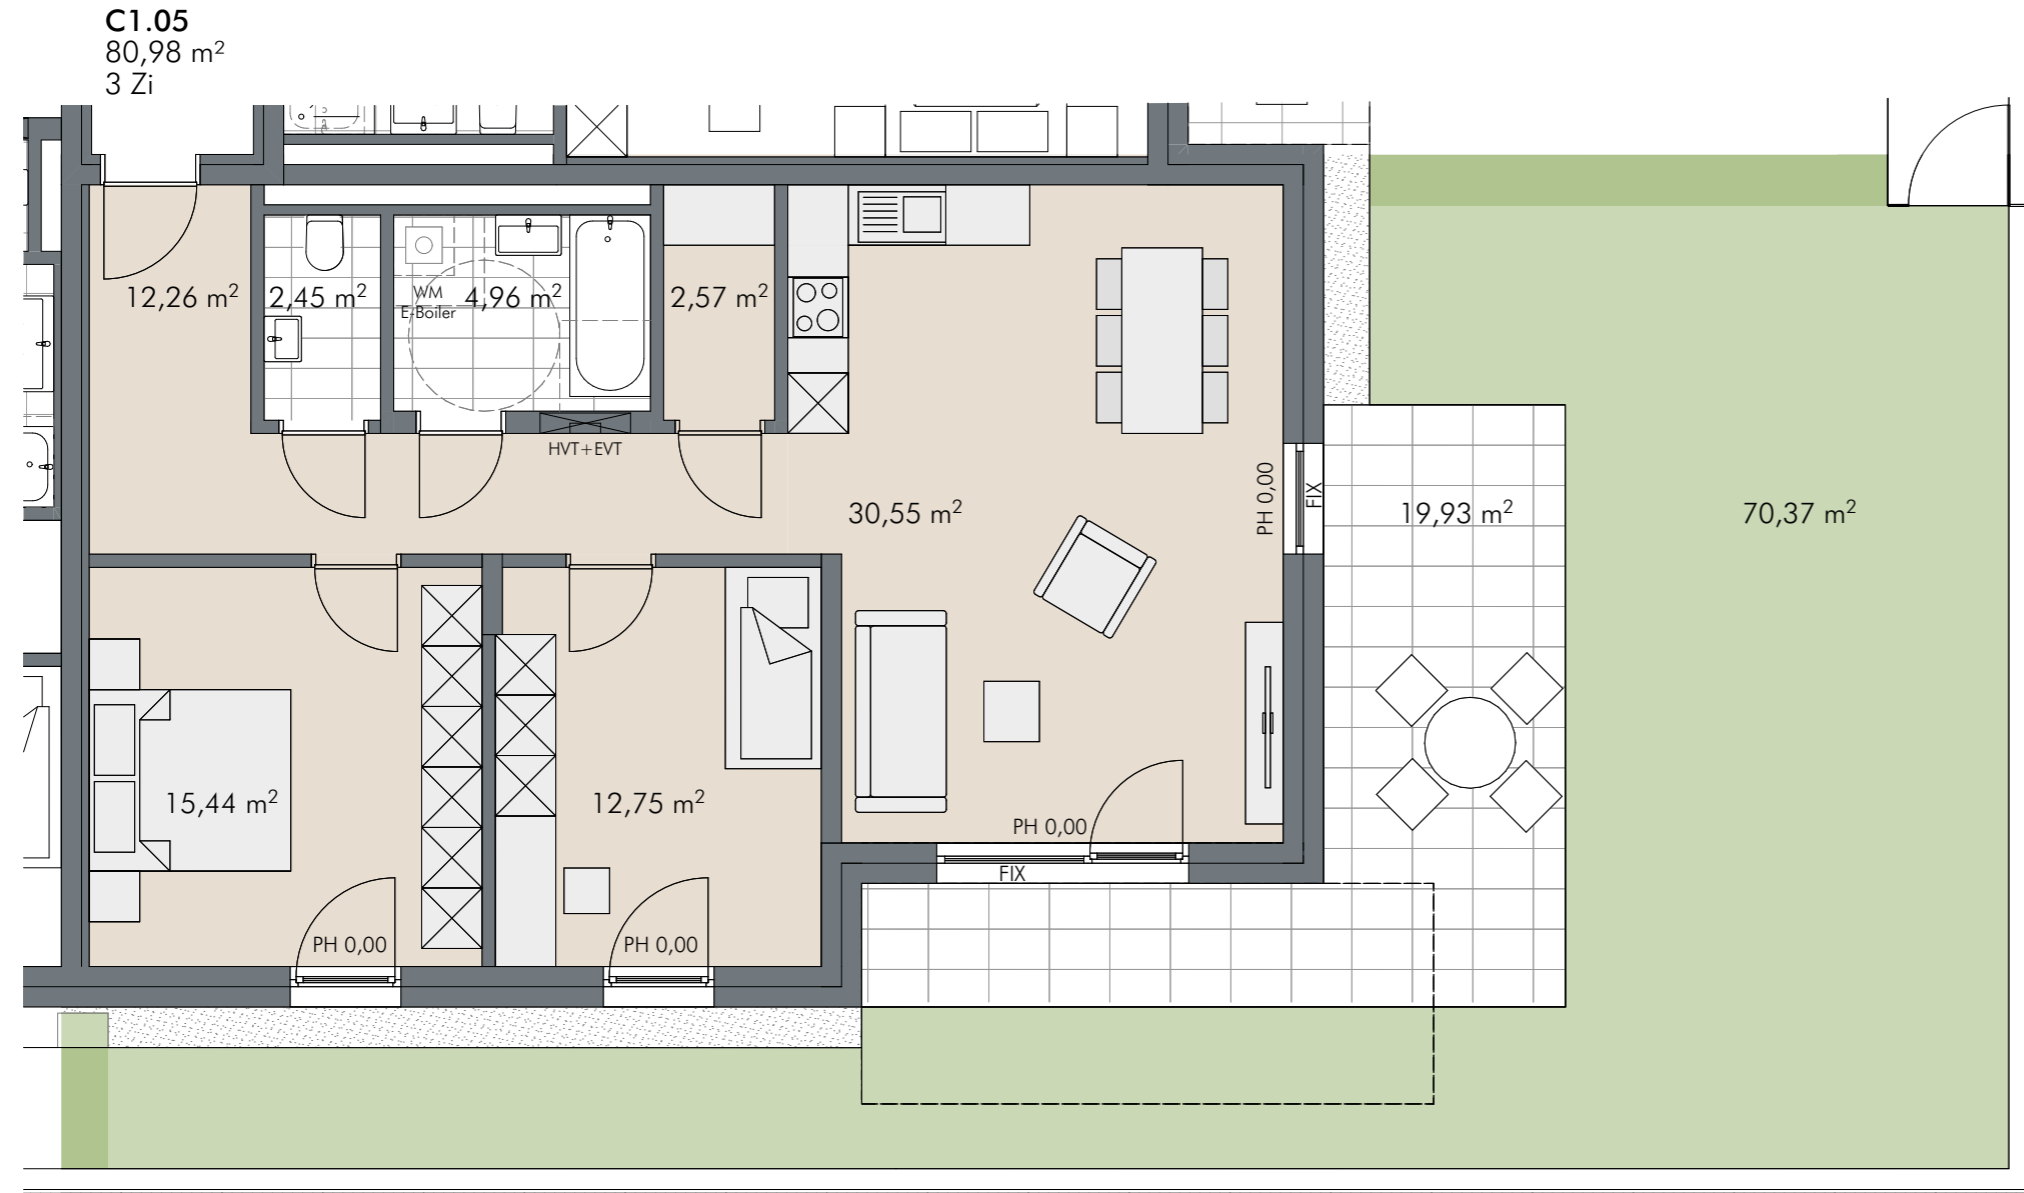 C1.05
80,98 m²
3 Zi
12,26 m²
2,45 m²
WM
E-Boiler
4,96 m²
2,57 m²
HVT+EVT
30,55 m²
PH 0,00
FIX
19,93 m²
70,37 m²
15,44 m²
12,75 m²
PH 0,00
FIX
PH 0,00
PH 0,00